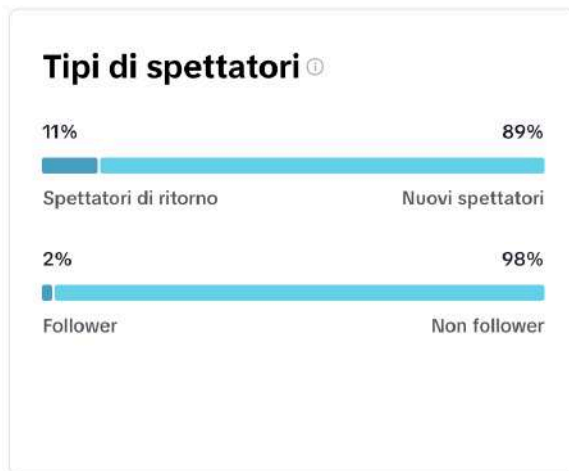 Tipi di spettatori
11% 89%
Spettatori di ritorno Nuovi spettatori
2% 98%
Follower Non follower